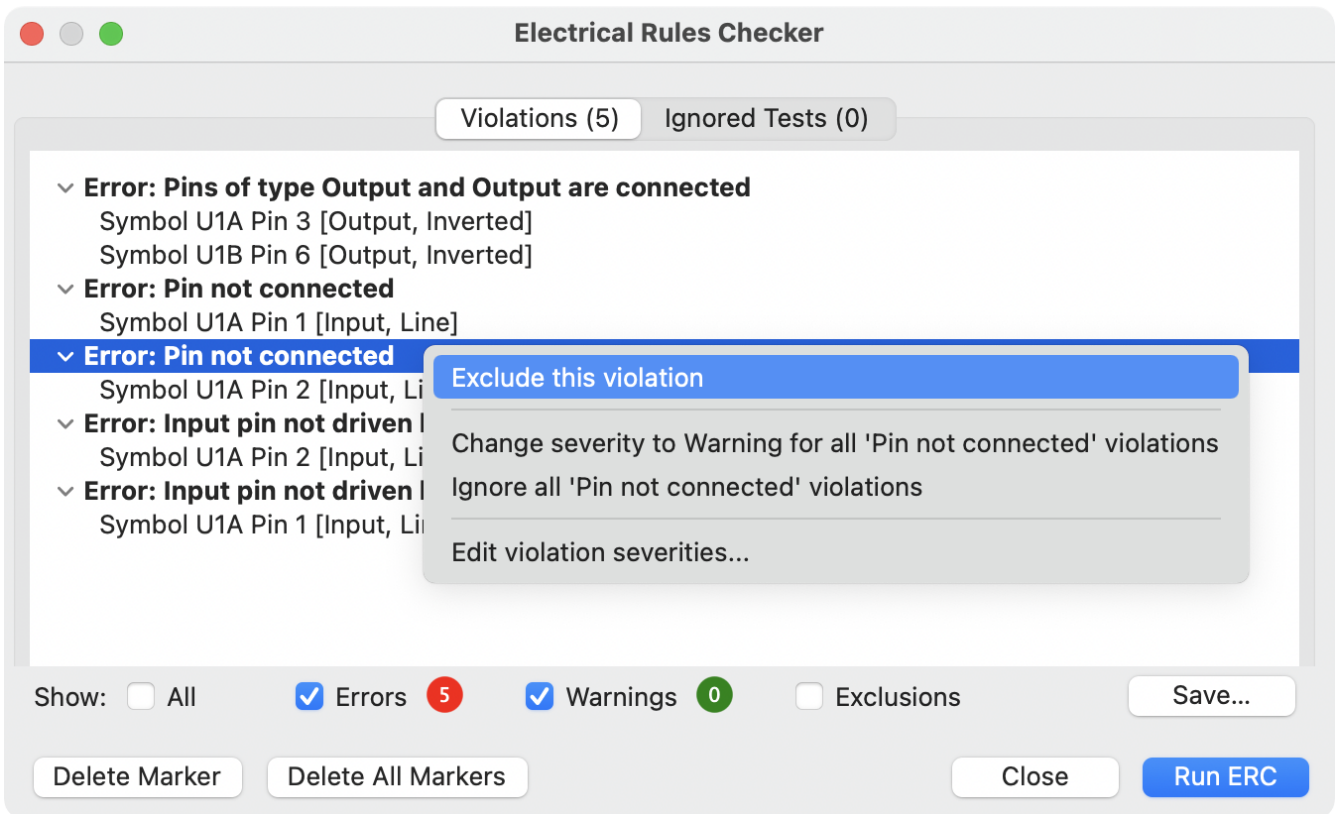 Electrical Rules Checker
Violations (5) Ignored Tests (0)
Error: Pins of type Output and Output are connected
Symbol U1A Pin 3 [Output, Inverted]
Symbol U1B Pin 6 [Output, Inverted]
Error: Pin not connected
Symbol U1A Pin 1 [Input, Line]
Error: Pin not connected
Exclude this violation
Symbol U1A Pin 2 [Input, Li
Error: Input pin not driven
Change severity to Warning for all 'Pin not connected' violations
Symbol U1A Pin 2 [Input, Li
Ignore all 'Pin not connected' violations
Error: Input pin not driven
Symbol U1A Pin 1 [Input, Li
Edit violation severities...
Show: All Errors 5 Warnings 0 Exclusions Save...
Delete Marker Delete All Markers Close Run ERC